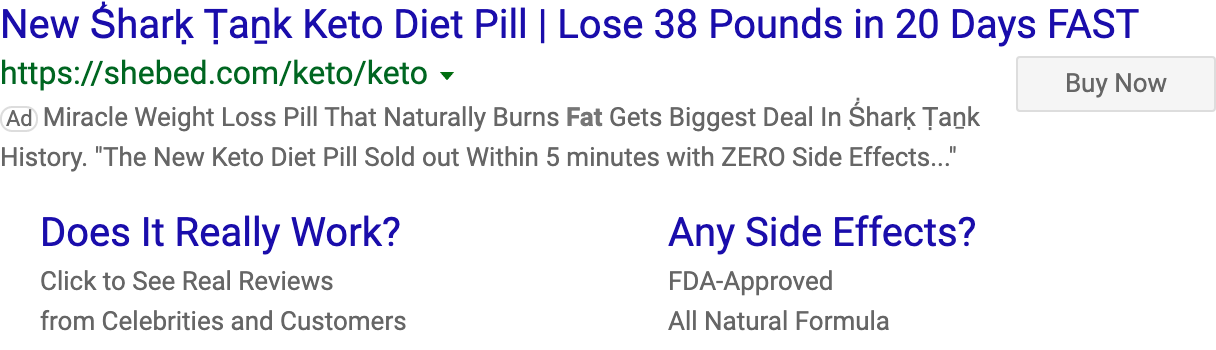 New Ṥharḳ Ṭaṉk Keto Diet Pill | Lose 38 Pounds in 20 Days FAST
https://shebed.com/keto/keto
Buy Now
Ad Miracle Weight Loss Pill That Naturally Burns Fat Gets Biggest Deal In Ṥharḳ Ṭaṉk
History. "The New Keto Diet Pill Sold out Within 5 minutes with ZERO Side Effects..."
Does It Really Work?
Click to See Real Reviews
from Celebrities and Customers
Any Side Effects?
FDA-Approved
All Natural Formula